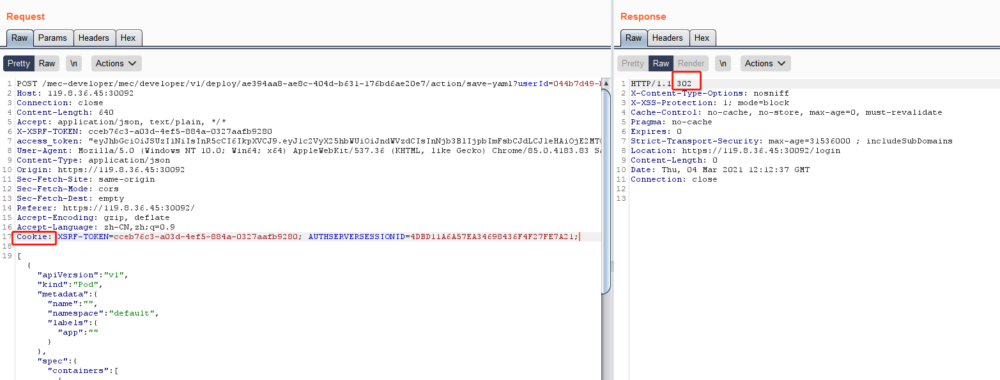 Request
Raw Params Headers Hex
Pretty Raw \n Actions
1 POST /mec-developer/mec/developer/v1/deploy/ae394aa8-ae8c-404d-b631-176bd6ae20e7/action/save-yaml?userId=044b7d49-
2 Host: 119.8.36.45:30092
3 Connection: close
4 Content-Length: 640
5 Accept: application/json, text/plain, */*
6 X-XSRF-TOKEN: cceb76c3-a03d-4ef5-884a-0327aafb9280
7 access_token: "eyJhbGciOiJSUzI1NiIsInR5cCI6IkpXVCJ9.eyJ1c2VyX25hbWUiOiJndWVzdCIsInNjb3BlIjpbImFsbCJdLCJleHAiOjE2MT
8 User-Agent: Mozilla/5.0 (Windows NT 10.0; Win64; x64) AppleWebKit/537.36 (KHTML, like Gecko) Chrome/85.0.4183.83 Sa
9 Content-Type: application/json
10 Origin: https://119.8.36.45:30092
11 Sec-Fetch-Site: same-origin
12 Sec-Fetch-Mode: cors
13 Sec-Fetch-Dest: empty
14 Referer: https://119.8.36.45:30092/
15 Accept-Encoding: gzip, deflate
16 Accept-Language: zh-CN,zh;q=0.9
17 Cookie: XSRF-TOKEN=cceb76c3-a03d-4ef5-884a-0327aafb9280; AUTHSERVERSESSIONID=4DBD11A6A57EA34698436F4F27FE7A21;
18
19 [
{
"apiVersion":"v1",
"kind":"Pod",
"metadata":{
"name":"",
"namespace":"default",
"labels":{
"app":""
}
},
"spec":{
"containers":[
{
Response
Raw Headers Hex
Pretty Raw Render \n Actions
1 HTTP/1.1 302
2 X-Content-Type-Options: nosniff
3 X-XSS-Protection: 1; mode=block
4 Cache-Control: no-cache, no-store, max-age=0, must-revalidate
5 Pragma: no-cache
6 Expires: 0
7 Strict-Transport-Security: max-age=31536000 ; includeSubDomains
8 Location: https://119.8.36.45:30092/login
9 Content-Length: 0
10 Date: Thu, 04 Mar 2021 12:12:37 GMT
11 Connection: close
12
13